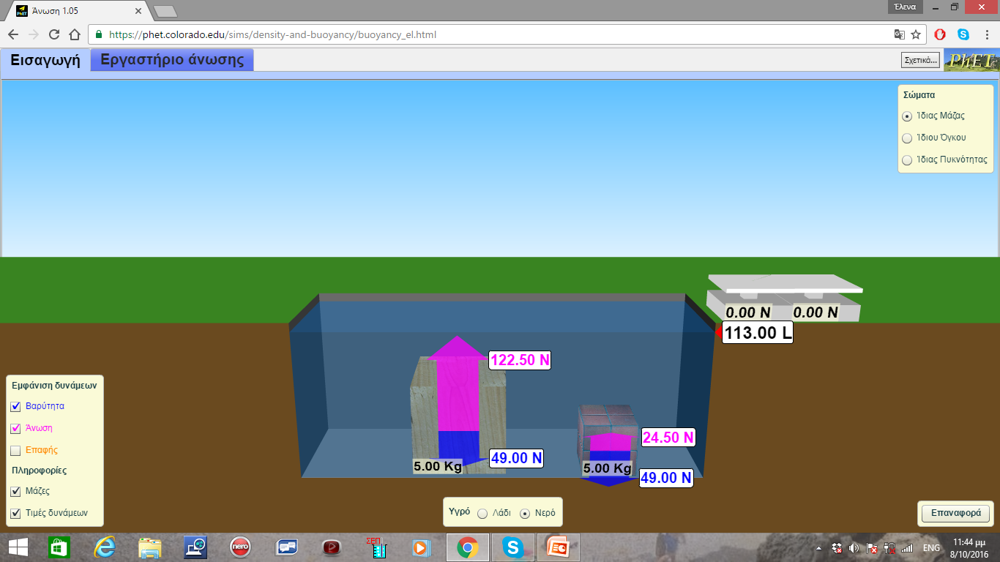 Άνωση 1.05
Έλενα
https://phet.colorado.edu/sims/density-and-buoyancy/buoyancy_el.html
Εισαγωγή
Εργαστήριο άνωσης
Σχετικά...
PhET
Σώματα
Ίδιας Μάζας
Ίδιου Όγκου
Ίδιας Πυκνότητας
0.00 N
0.00 N
113.00 L
122.50 N
24.50 N
49.00 N
5.00 Kg
5.00 Kg
49.00 N
Εμφάνιση δυνάμεων
Βαρύτητα
Άνωση
Επαφής
Πληροφορίες
Μάζες
Τιμές δυνάμεων
Υγρό
Λάδι
Νερό
Επαναφορά
nero
ΣΕΠ
ENG
11:44 μμ
8/10/2016